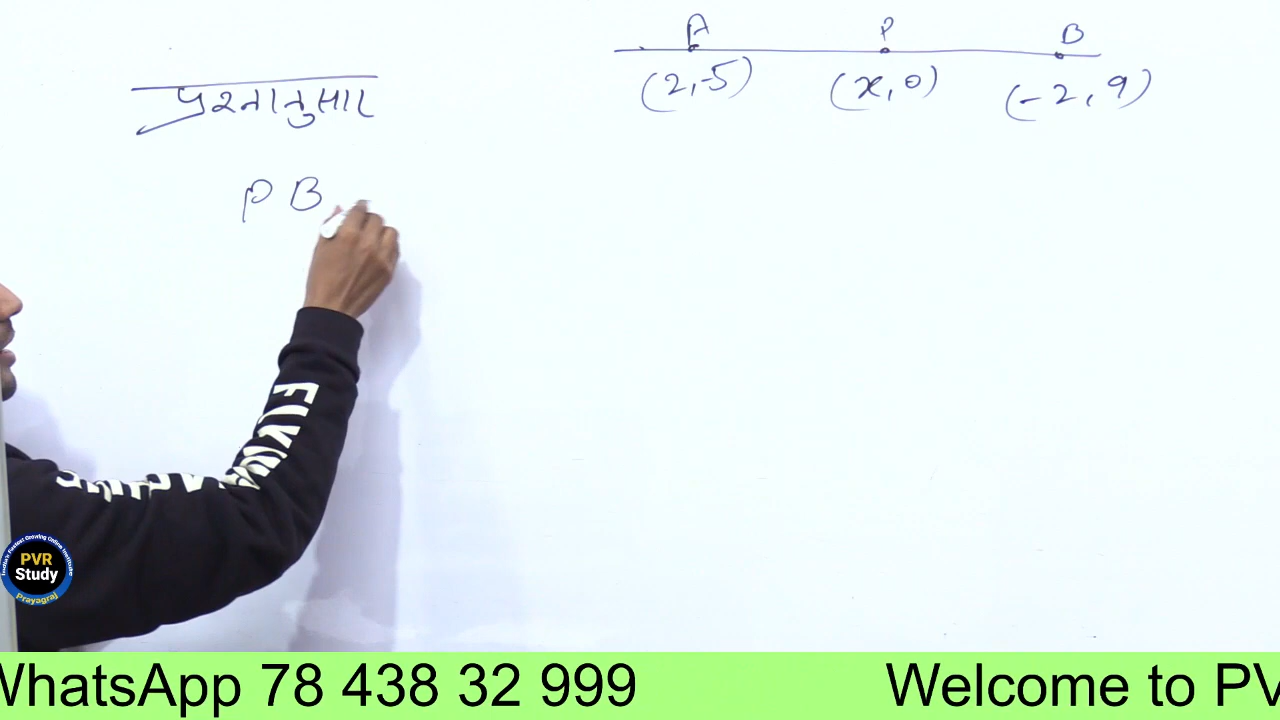 A P B
(2,-5) (x,0) (-2,9)
प्रश्नानुसार
PB
PVR
Study
Prayagraj
WhatsApp 78 438 32 999 Welcome to PV